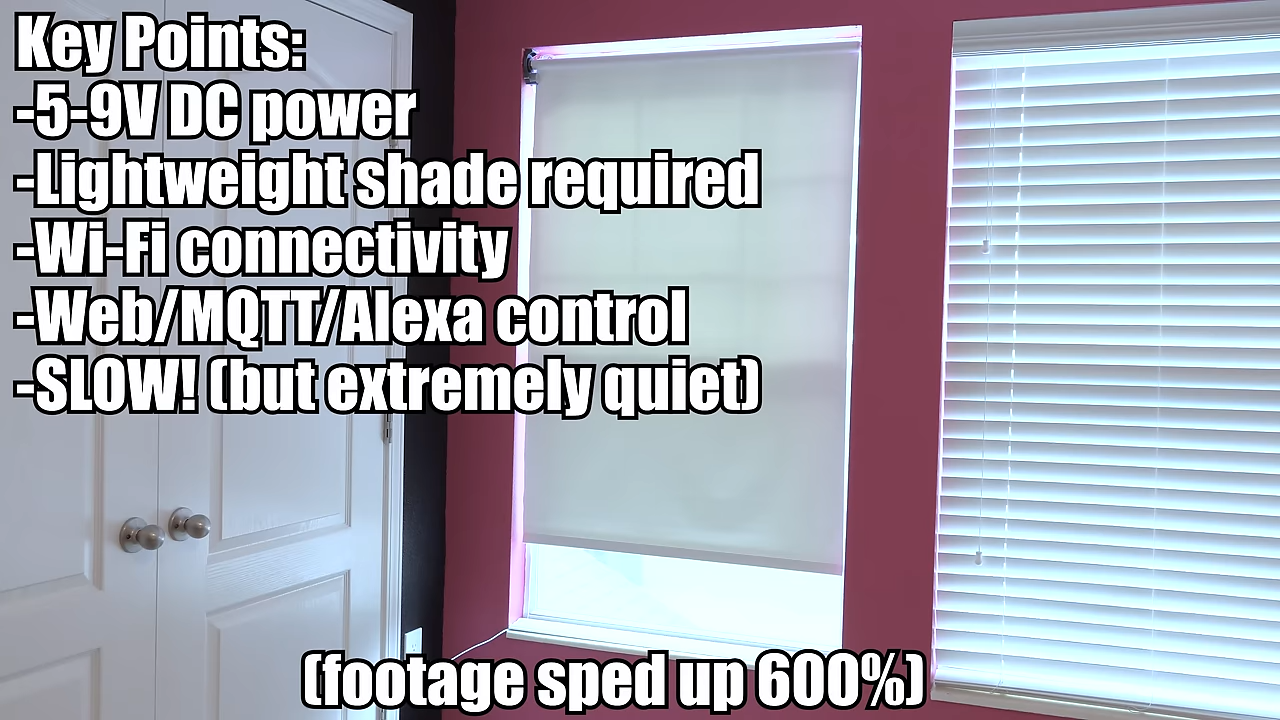 Key Points:
-5-9V DC power
-Lightweight shade required
-Wi-Fi connectivity
-Web/MQTT/Alexa control
-SLOW! (but extremely quiet)
(footage sped up 600%)